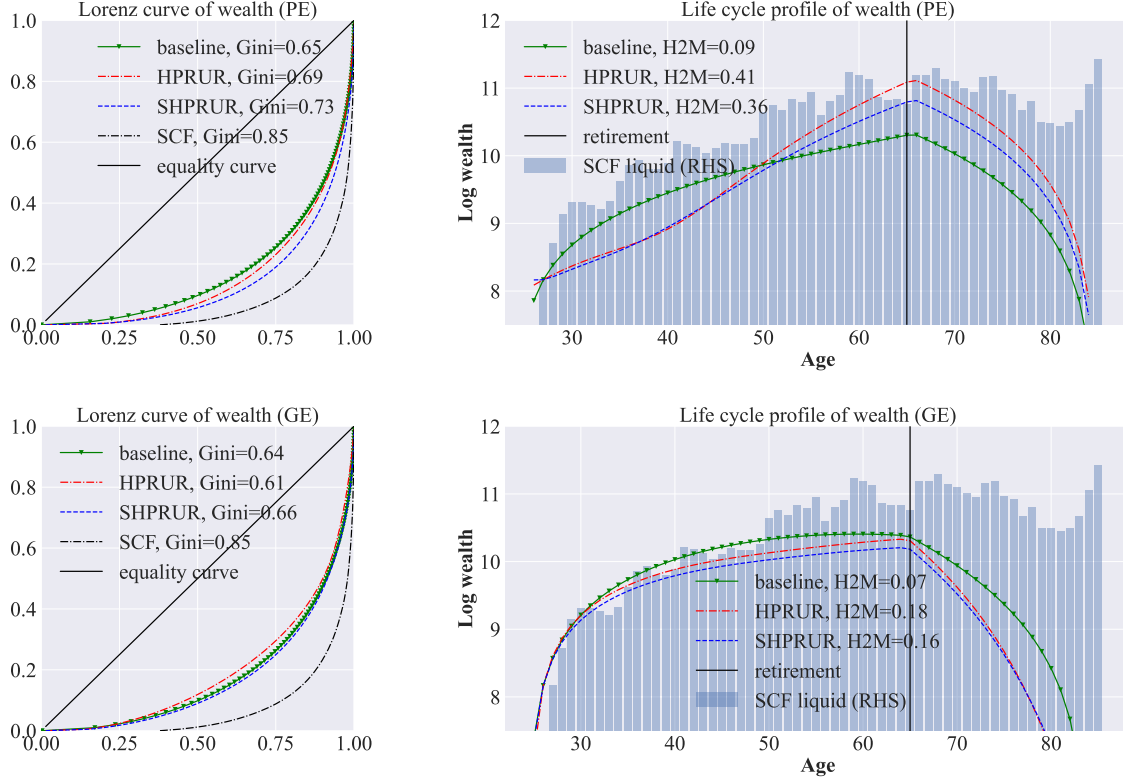 Lorenz curve of wealth (PE)
1.0
0.8
0.6
0.4
0.2
0.0
0.00 0.25 0.50 0.75 1.00
baseline, Gini=0.65
HPRUR, Gini=0.69
SHPRUR, Gini=0.73
SCF, Gini=0.85
equality curve
Life cycle profile of wealth (PE)
12
11
10
9
8
Log wealth
baseline, H2M=0.09
HPRUR, H2M=0.41
SHPRUR, H2M=0.36
retirement
SCF liquid (RHS)
30 40 50 60 70 80
Age
Lorenz curve of wealth (GE)
1.0
0.8
0.6
0.4
0.2
0.0
0.00 0.25 0.50 0.75 1.00
baseline, Gini=0.64
HPRUR, Gini=0.61
SHPRUR, Gini=0.66
SCF, Gini=0.85
equality curve
Life cycle profile of wealth (GE)
12
11
10
9
8
Log wealth
baseline, H2M=0.07
HPRUR, H2M=0.18
SHPRUR, H2M=0.16
retirement
SCF liquid (RHS)
30 40 50 60 70 80
Age